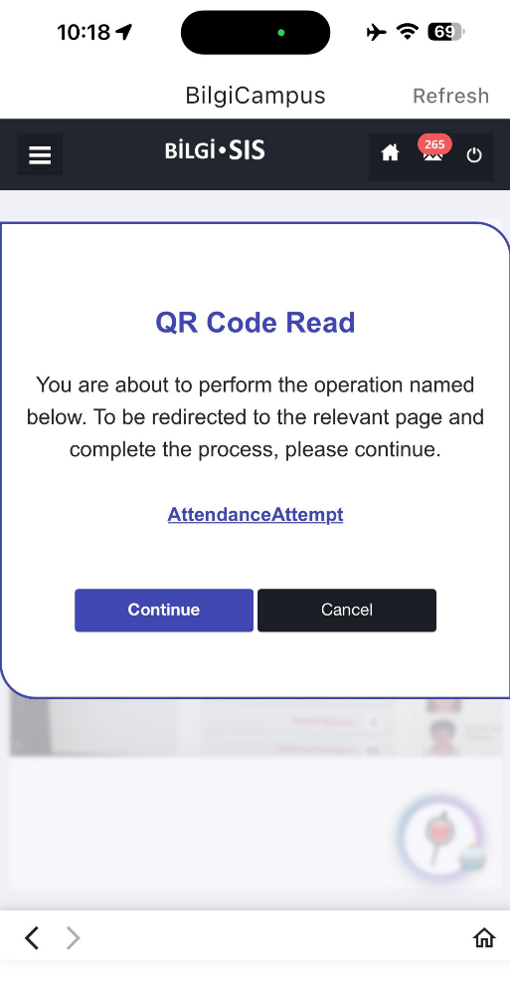 10:18
69
BilgiCampus
Refresh
BİLGİ•SIS
265
QR Code Read
You are about to perform the operation named
below. To be redirected to the relevant page and
complete the process, please continue.
AttendanceAttempt
Continue
Cancel